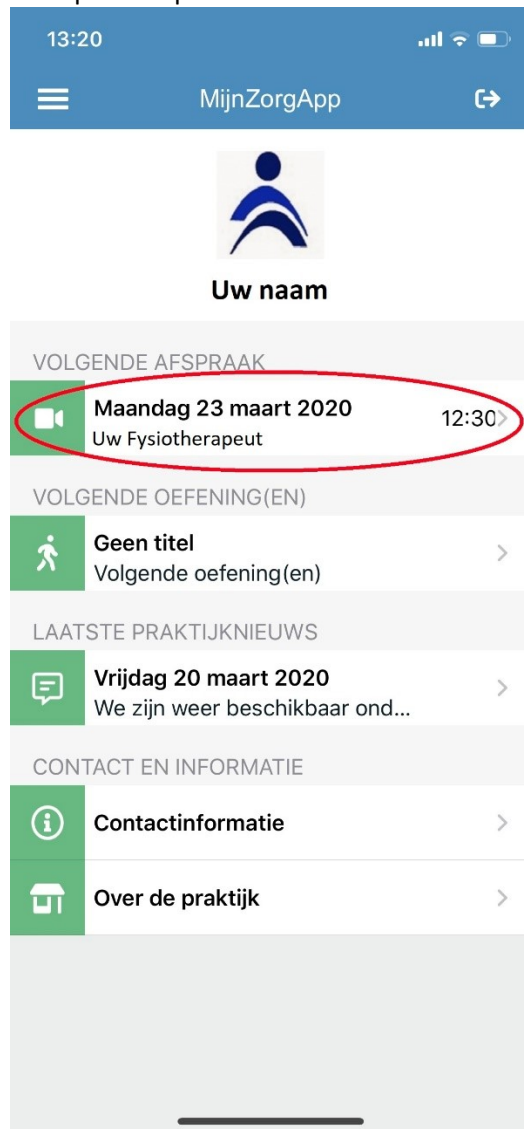 13:20
MijnZorgApp
Uw naam
VOLGENDE AFSPRAAK
Maandag 23 maart 2020 12:30
Uw Fysiotherapeut
VOLGENDE OEFENING(EN)
Geen titel
Volgende oefening(en)
LAATSTE PRAKTIJKNIEUWS
Vrijdag 20 maart 2020
We zijn weer beschikbaar ond...
CONTACT EN INFORMATIE
Contactinformatie
Over de praktijk